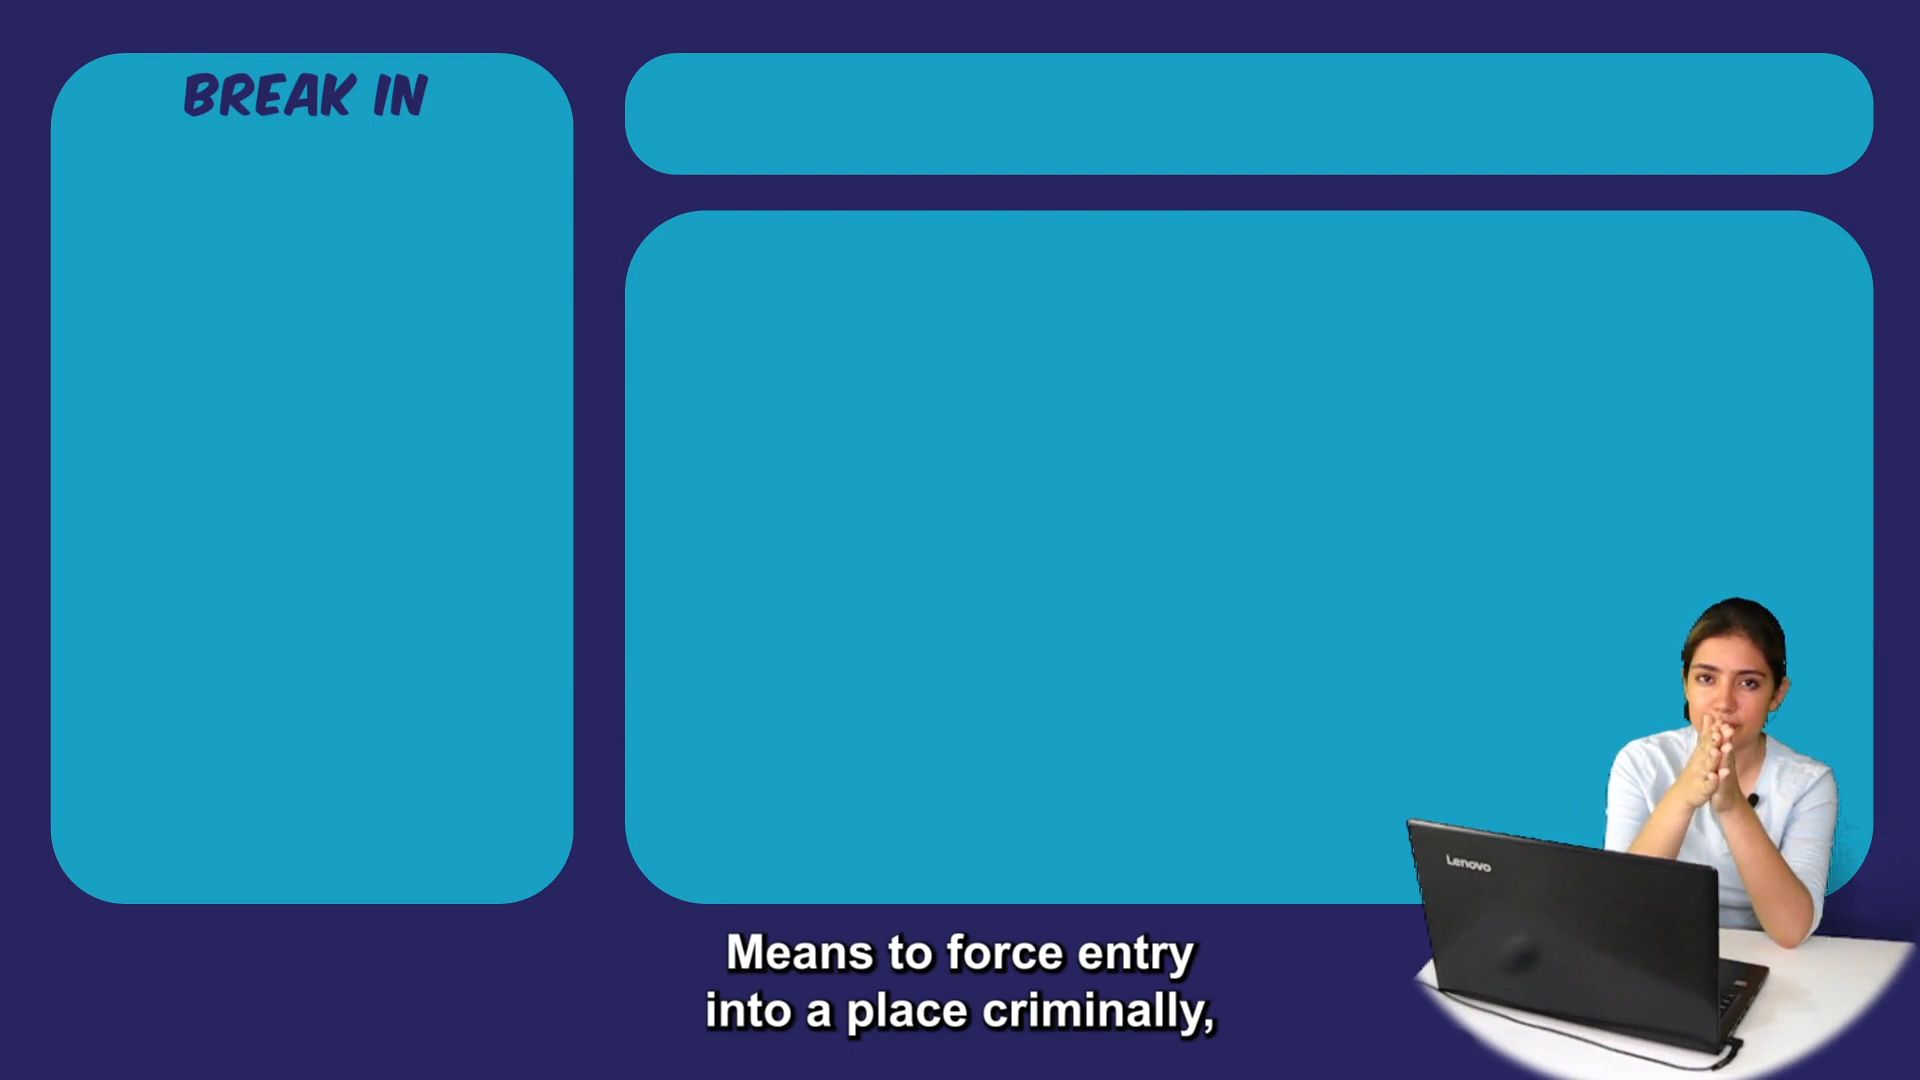 BREAK IN
Lenovo
Means to force entry
into a place criminally,